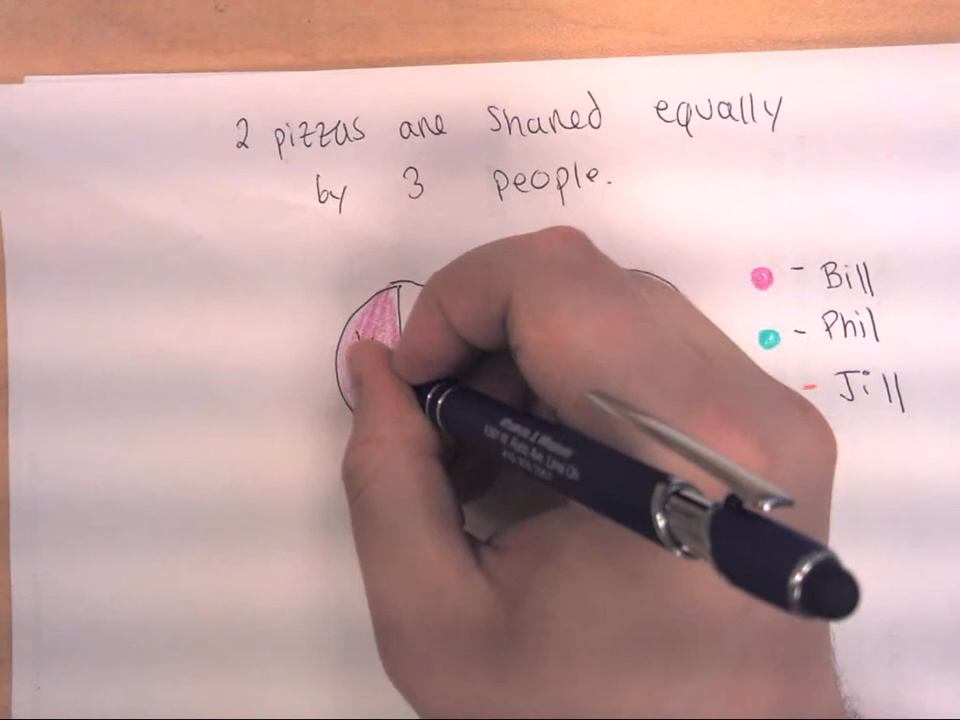 2 pizzas are shared equally
by 3 people.
- Bill
- Phil
- Jill